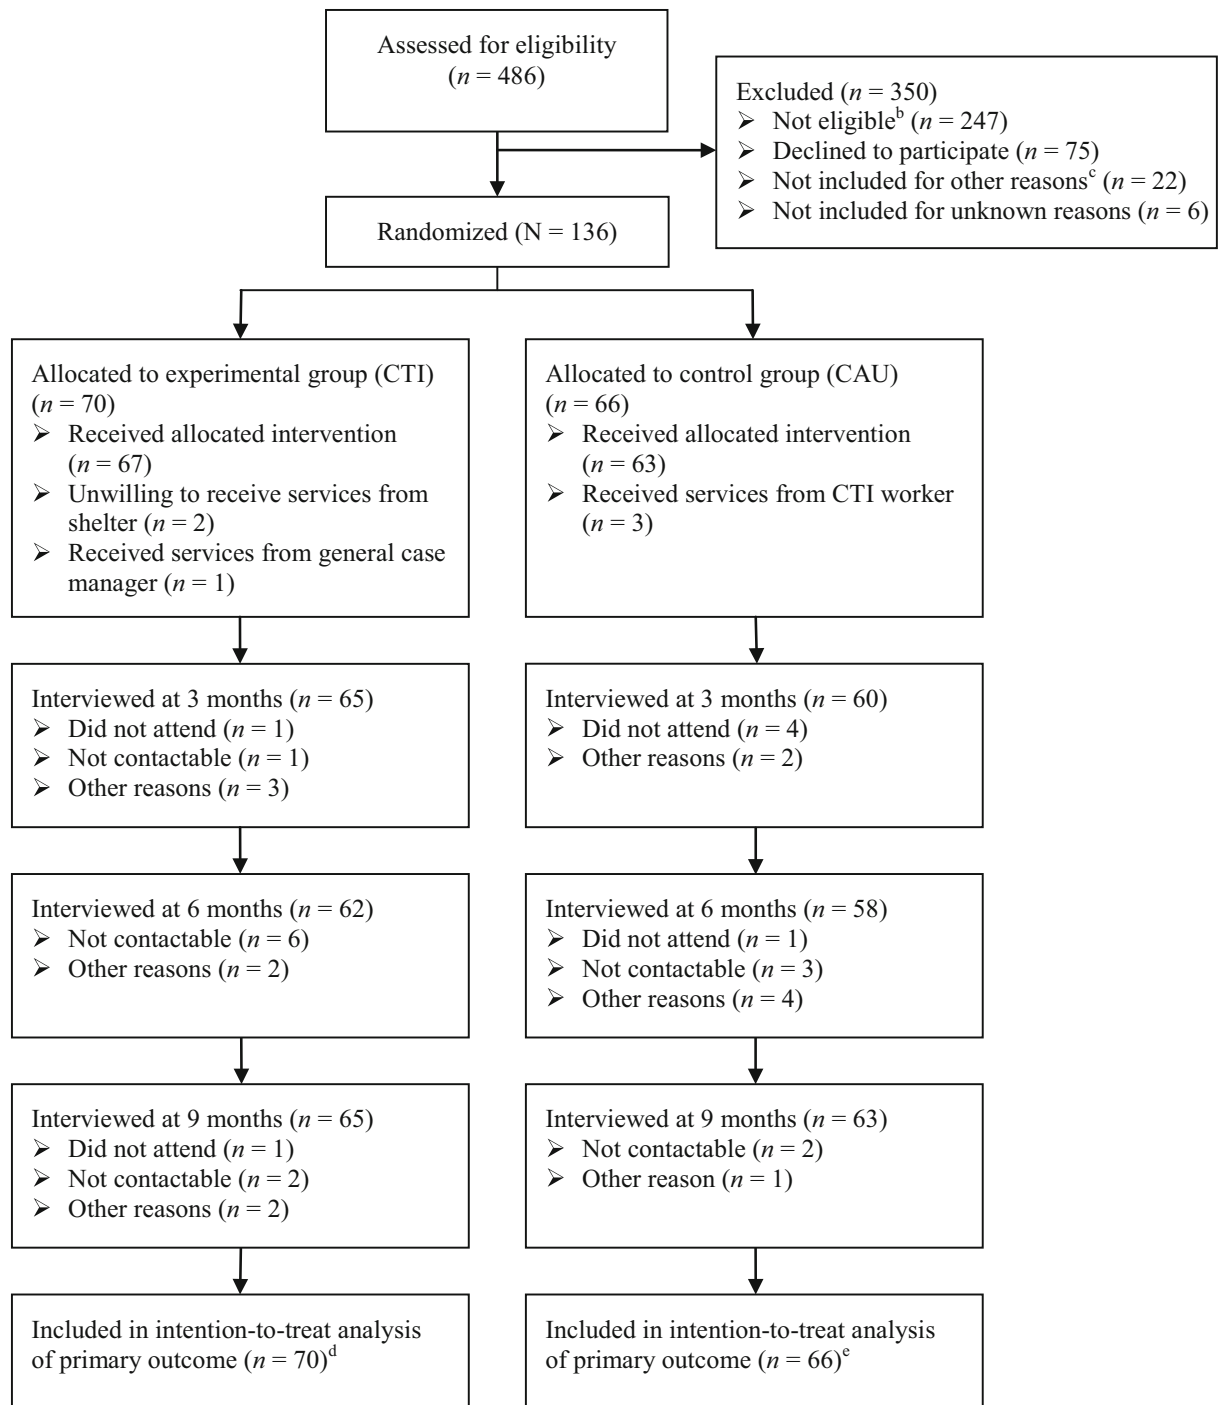 Assessed for eligibility
(n = 486)
Excluded (n = 350)
➢ Not eligibleᵇ (n = 247)
➢ Declined to participate (n = 75)
➢ Not included for other reasonsᶜ (n = 22)
➢ Not included for unknown reasons (n = 6)
Randomized (N = 136)
Allocated to experimental group (CTI)
(n = 70)
➢ Received allocated intervention
(n = 67)
➢ Unwilling to receive services from
shelter (n = 2)
➢ Received services from general case
manager (n = 1)
Allocated to control group (CAU)
(n = 66)
➢ Received allocated intervention
(n = 63)
➢ Received services from CTI worker
(n = 3)
Interviewed at 3 months (n = 65)
➢ Did not attend (n = 1)
➢ Not contactable (n = 1)
➢ Other reasons (n = 3)
Interviewed at 3 months (n = 60)
➢ Did not attend (n = 4)
➢ Other reasons (n = 2)
Interviewed at 6 months (n = 62)
➢ Not contactable (n = 6)
➢ Other reasons (n = 2)
Interviewed at 6 months (n = 58)
➢ Did not attend (n = 1)
➢ Not contactable (n = 3)
➢ Other reasons (n = 4)
Interviewed at 9 months (n = 65)
➢ Did not attend (n = 1)
➢ Not contactable (n = 2)
➢ Other reasons (n = 2)
Interviewed at 9 months (n = 63)
➢ Not contactable (n = 2)
➢ Other reason (n = 1)
Included in intention-to-treat analysis
of primary outcome (n = 70)ᵈ
Included in intention-to-treat analysis
of primary outcome (n = 66)ᵉ